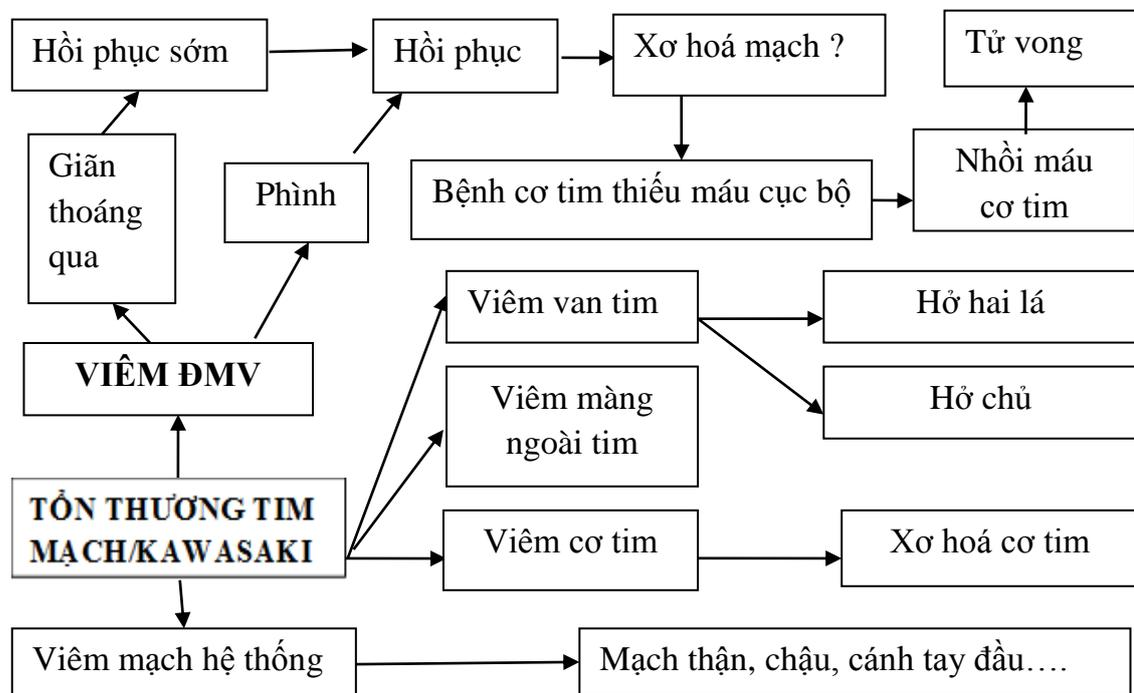 Hồi phục sớm
Hồi phục
Xơ hoá mạch ?
Tử vong
Giãn
thoáng
qua
Phình
Bệnh cơ tim thiếu máu cục bộ
Nhồi máu
cơ tim
VIÊM ĐMV
Viêm van tim
Hở hai lá
Viêm màng
ngoài tim
Hở chủ
TỔN THƯƠNG TIM
MẠCH/KAWASAKI
Viêm cơ tim
Xơ hoá cơ tim
Viêm mạch hệ thống
Mạch thận, chậu, cánh tay đầu….